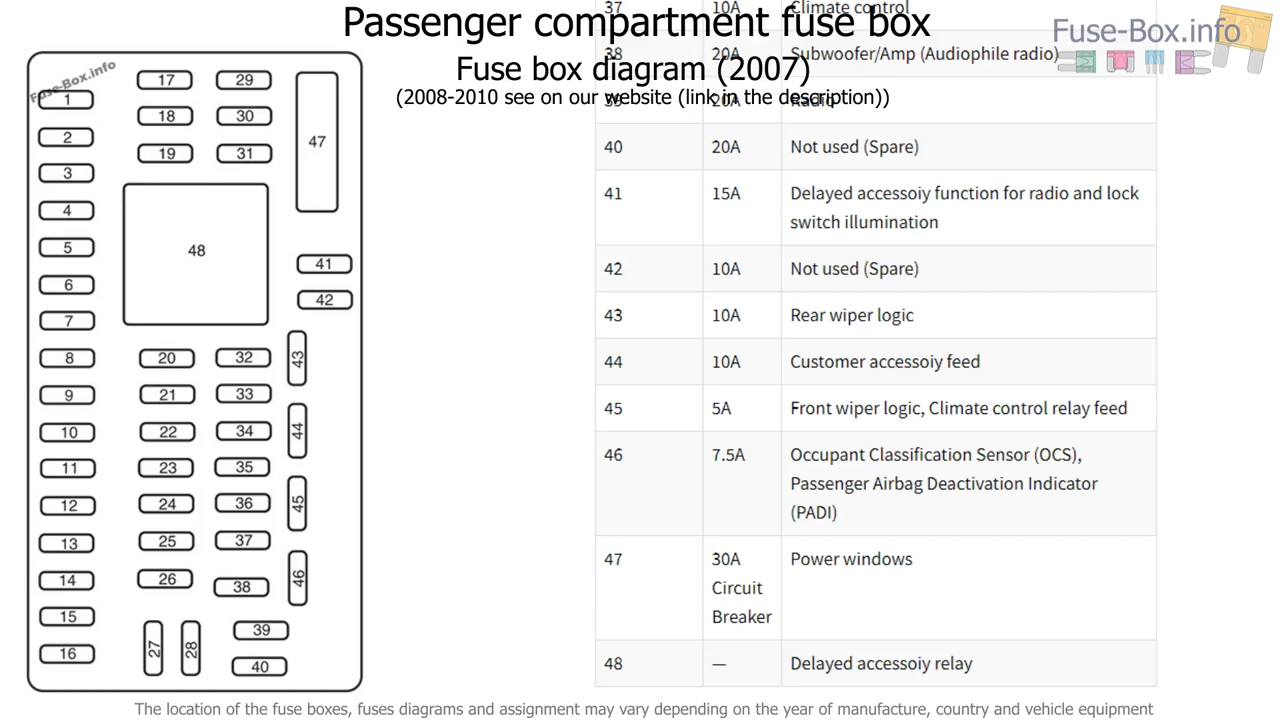 Passenger compartment fuse box
Fuse box diagram (2007)
(2008-2010 see on our website (link in the description))
Fuse-Box.info
Fuse-Box.info
1
2
3
4
5
6
7
8
9
10
11
12
13
14
15
16
17
18
19
48
20
21
22
23
24
25
26
27
28
29
30
31
32
33
34
35
36
37
38
39
40
47
41
42
43
44
45
46
37 10A Climate control
38 20A Subwoofer/Amp (Audiophile radio)
39 20A Radio
40 20A Not used (Spare)
41 15A Delayed accessoiy function for radio and lock
switch illumination
42 10A Not used (Spare)
43 10A Rear wiper logic
44 10A Customer accessoiy feed
45 5A Front wiper logic, Climate control relay feed
46 7.5A Occupant Classification Sensor (OCS),
Passenger Airbag Deactivation Indicator
(PADI)
47 30A Power windows
Circuit
Breaker
48 — Delayed accessoiy relay
The location of the fuse boxes, fuses diagrams and assignment may vary depending on the year of manufacture, country and vehicle equipment